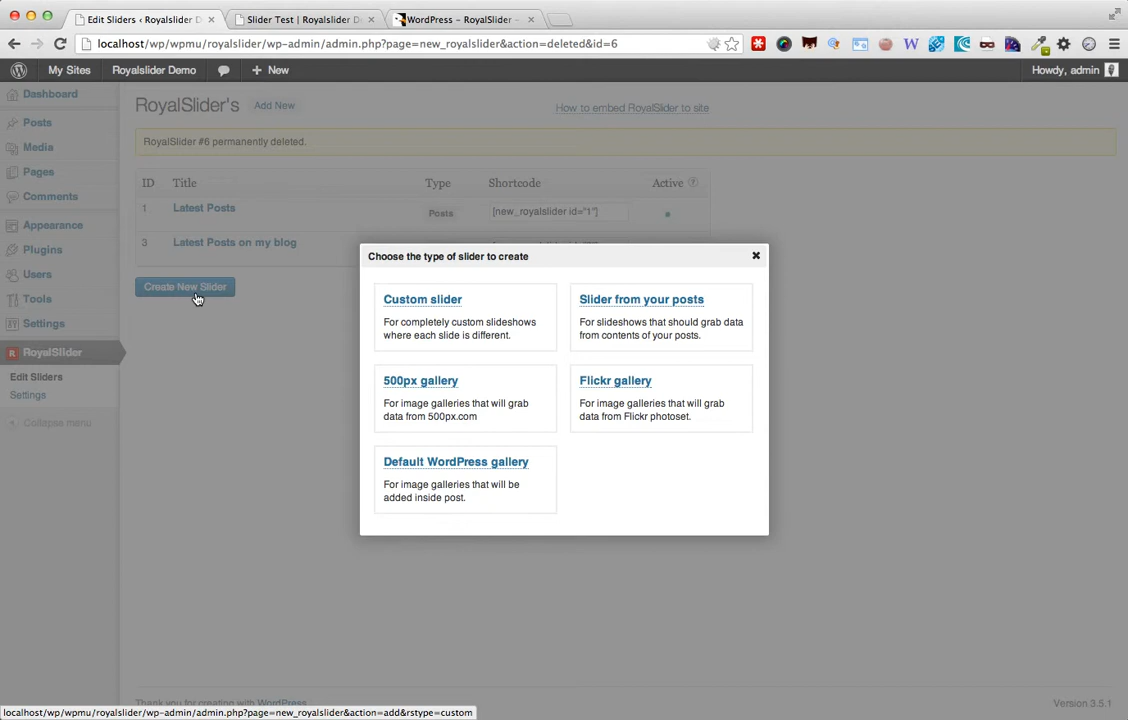 Edit Sliders ‹ Royalslider D
Slider Test | Royalslider De
WordPress – RoyalSlider –
localhost/wp/wpmu/royalslider/wp-admin/admin.php?page=new_royalslider&action=deleted&id=6
My Sites
Royalslider Demo
+ New
Howdy, admin
Dashboard
Posts
Media
Pages
Comments
Appearance
Plugins
Users
Tools
Settings
RoyalSlider
Edit Sliders
Settings
Collapse menu
RoyalSlider's
Add New
How to embed RoyalSlider to site
RoyalSlider #6 permanently deleted.
ID Title Type Shortcode Active ?
1 Latest Posts Posts [new_royalslider id="1"]
3 Latest Posts on my blog
Create New Slider
Choose the type of slider to create
Custom slider
For completely custom slideshows
where each slide is different.
Slider from your posts
For slideshows that should grab data
from contents of your posts.
500px gallery
For image galleries that will grab
data from 500px.com
Flickr gallery
For image galleries that will grab
data from Flickr photoset.
Default WordPress gallery
For image galleries that will be
added inside post.
Thank you for creating with WordPress.
Version 3.5.1
localhost/wp/wpmu/royalslider/wp-admin/admin.php?page=new_royalslider&action=add&rstype=custom